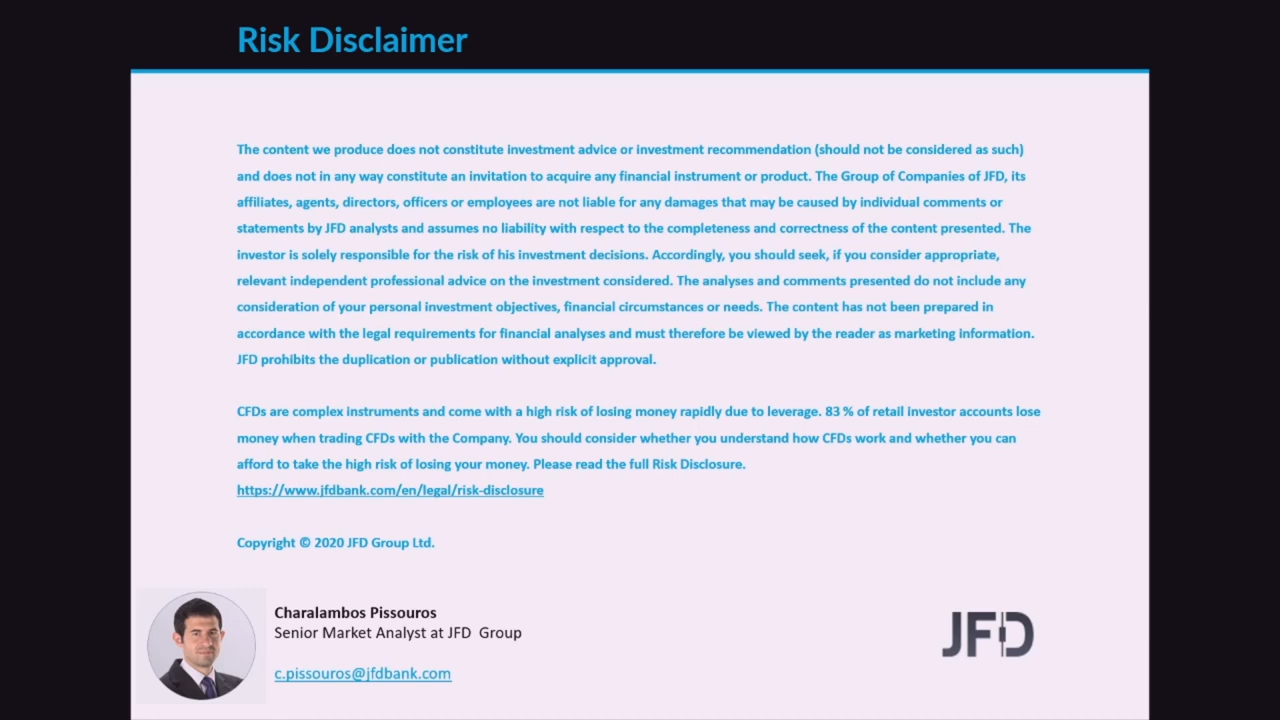 Risk Disclaimer
The content we produce does not constitute investment advice or investment recommendation (should not be considered as such)
and does not in any way constitute an invitation to acquire any financial instrument or product. The Group of Companies of JFD, its
affiliates, agents, directors, officers or employees are not liable for any damages that may be caused by individual comments or
statements by JFD analysts and assumes no liability with respect to the completeness and correctness of the content presented. The
investor is solely responsible for the risk of his investment decisions. Accordingly, you should seek, if you consider appropriate,
relevant independent professional advice on the investment considered. The analyses and comments presented do not include any
consideration of your personal investment objectives, financial circumstances or needs. The content has not been prepared in
accordance with the legal requirements for financial analyses and must therefore be viewed by the reader as marketing information.
JFD prohibits the duplication or publication without explicit approval.
CFDs are complex instruments and come with a high risk of losing money rapidly due to leverage. 83 % of retail investor accounts lose
money when trading CFDs with the Company. You should consider whether you understand how CFDs work and whether you can
afford to take the high risk of losing your money. Please read the full Risk Disclosure.
https://www.jfdbank.com/en/legal/risk-disclosure
Copyright © 2020 JFD Group Ltd.
Charalambos Pissouros
Senior Market Analyst at JFD Group
c.pissouros@jfdbank.com
JFD